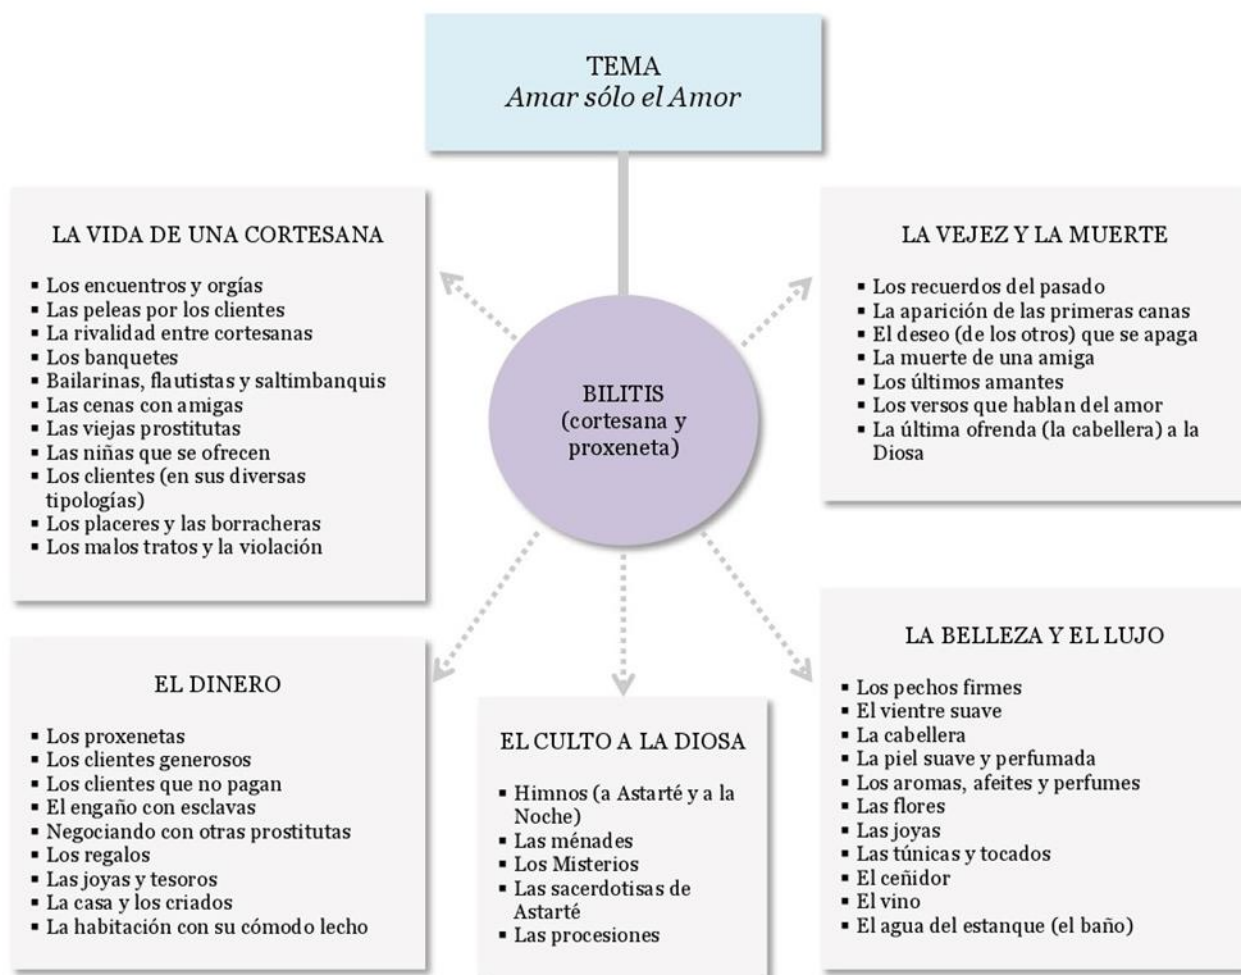 TEMA
Amar sólo el Amor
LA VIDA DE UNA CORTESANA
▪ Los encuentros y orgías
▪ Las peleas por los clientes
▪ La rivalidad entre cortesanas
▪ Los banquetes
▪ Bailarinas, flautistas y saltimbanquis
▪ Las cenas con amigas
▪ Las viejas prostitutas
▪ Las niñas que se ofrecen
▪ Los clientes (en sus diversas
tipologías)
▪ Los placeres y las borracheras
▪ Los malos tratos y la violación
LA VEJEZ Y LA MUERTE
▪ Los recuerdos del pasado
▪ La aparición de las primeras canas
▪ El deseo (de los otros) que se apaga
▪ La muerte de una amiga
▪ Los últimos amantes
▪ Los versos que hablan del amor
▪ La última ofrenda (la cabellera) a la
Diosa
BILITIS
(cortesana y
proxeneta)
EL DINERO
▪ Los proxenetas
▪ Los clientes generosos
▪ Los clientes que no pagan
▪ El engaño con esclavas
▪ Negociando con otras prostitutas
▪ Los regalos
▪ Las joyas y tesoros
▪ La casa y los criados
▪ La habitación con su cómodo lecho
EL CULTO A LA DIOSA
▪ Himnos (a Astarté y a la
Noche)
▪ Las ménades
▪ Los Misterios
▪ Las sacerdotisas de
Astarté
▪ Las procesiones
LA BELLEZA Y EL LUJO
▪ Los pechos firmes
▪ El vientre suave
▪ La cabellera
▪ La piel suave y perfumada
▪ Los aromas, afeites y perfumes
▪ Las flores
▪ Las joyas
▪ Las túnicas y tocados
▪ El ceñidor
▪ El vino
▪ El agua del estanque (el baño)